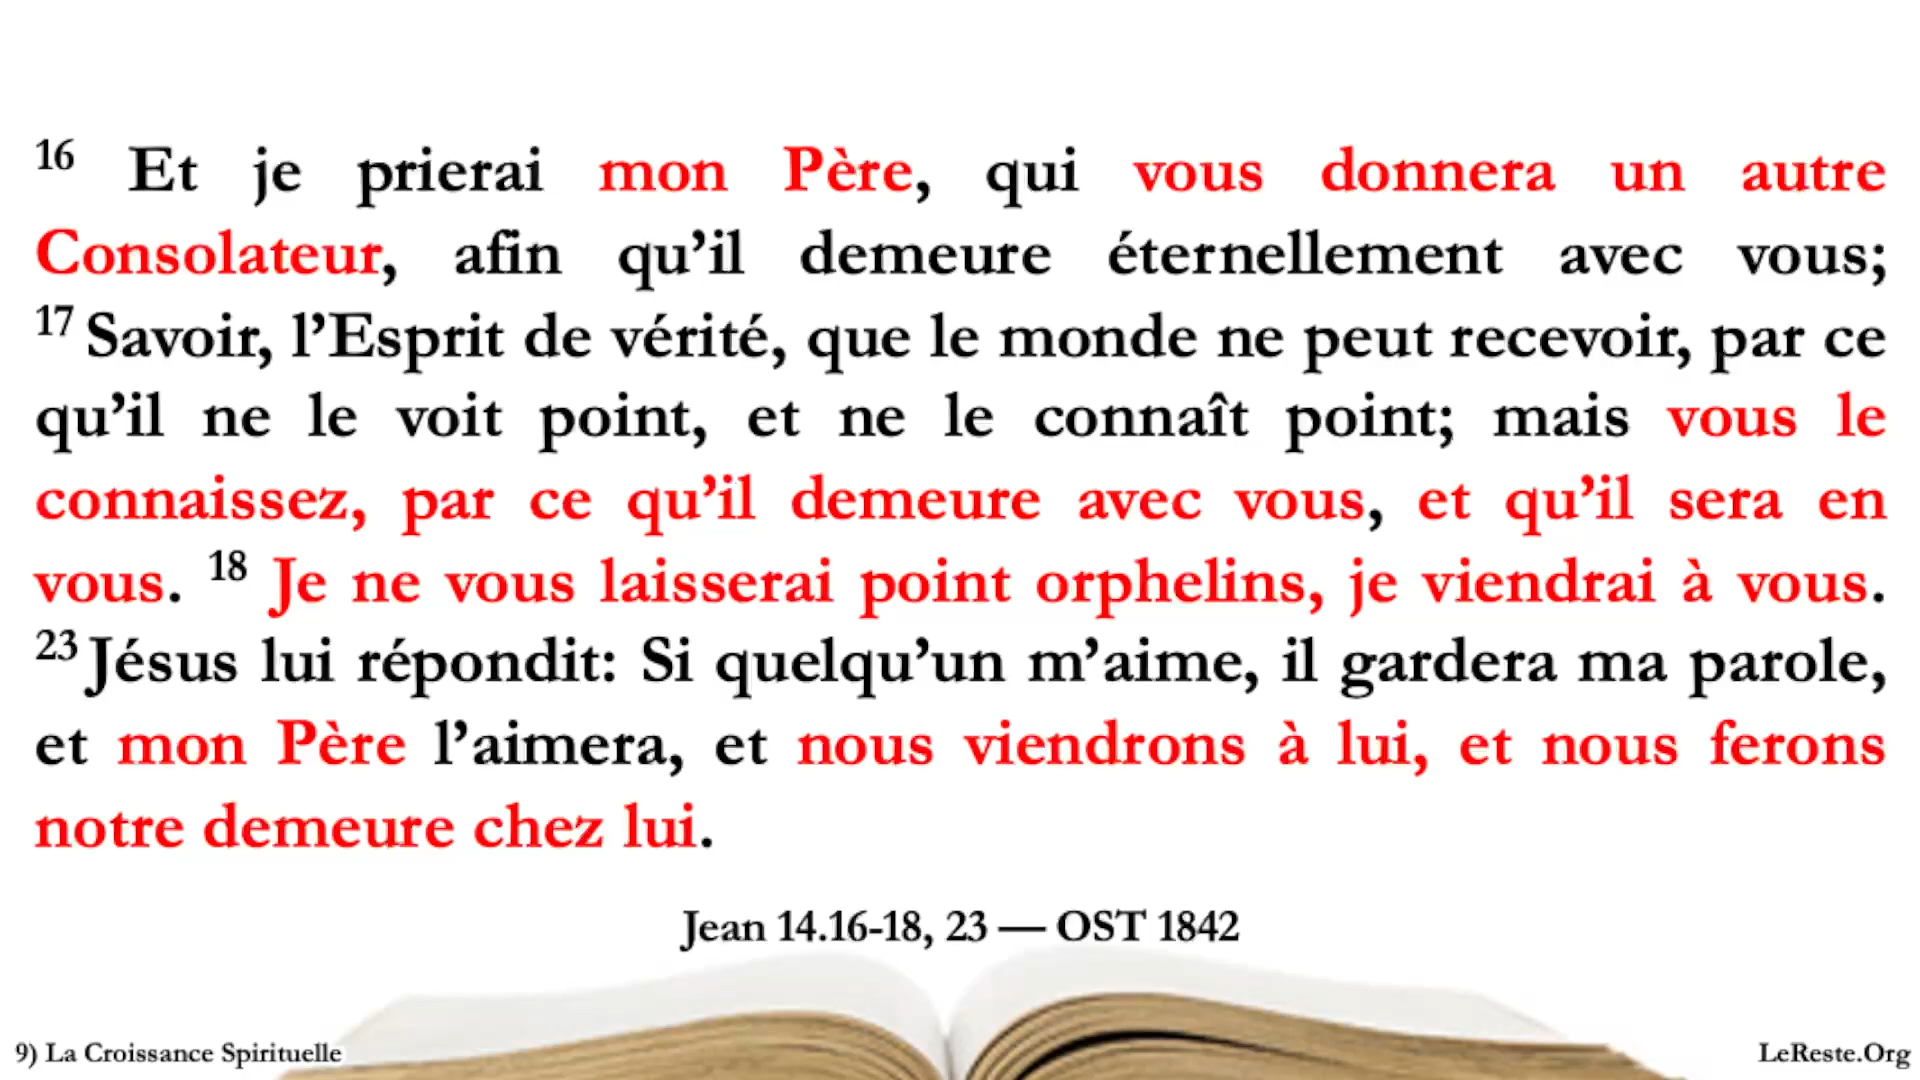 16 Et je prierai mon Père, qui vous donnera un autre
Consolateur, afin qu’il demeure éternellement avec vous;
17 Savoir, l’Esprit de vérité, que le monde ne peut recevoir, par ce
qu’il ne le voit point, et ne le connaît point; mais vous le
connaissez, par ce qu’il demeure avec vous, et qu’il sera en
vous. 18 Je ne vous laisserai point orphelins, je viendrai à vous.
23 Jésus lui répondit: Si quelqu’un m’aime, il gardera ma parole,
et mon Père l’aimera, et nous viendrons à lui, et nous ferons
notre demeure chez lui.
Jean 14.16-18, 23 — OST 1842
9) La Croissance Spirituelle
LeReste.Org